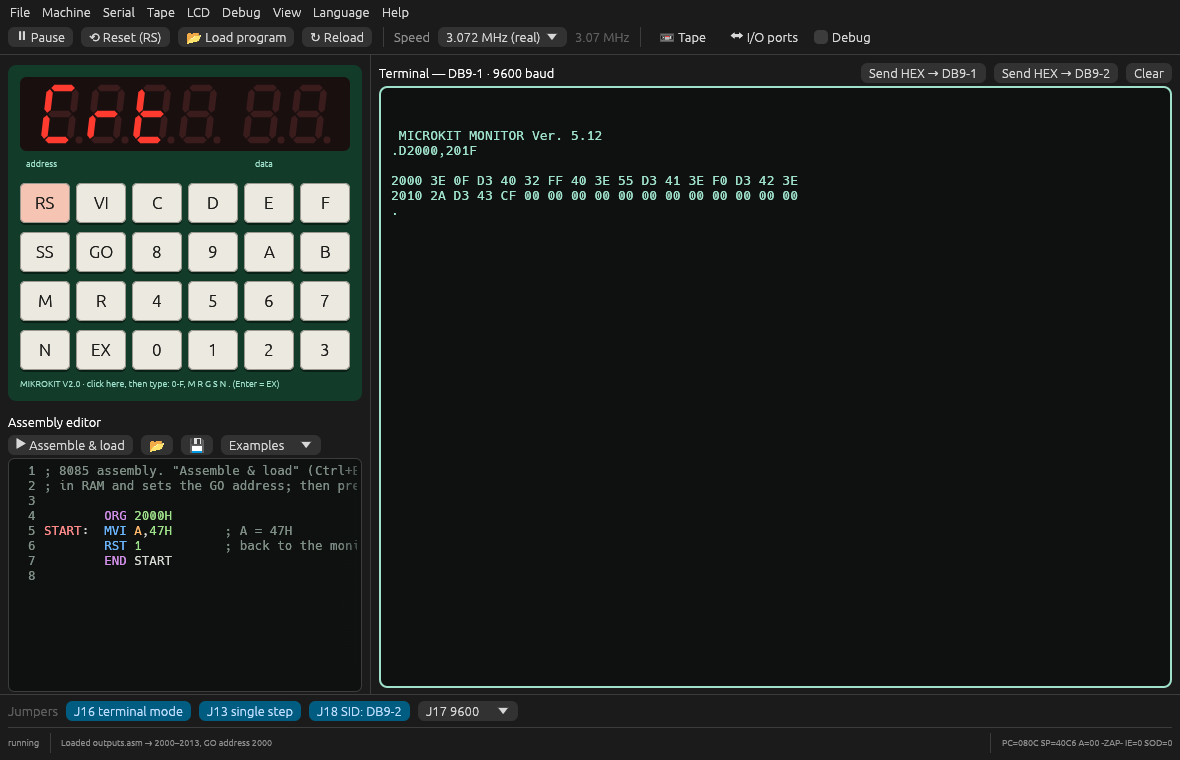 File Machine Serial Tape LCD Debug View Language Help
Pause Reset (RS) Load program Reload Speed 3.072 MHz (real) 3.07 MHz Tape I/O ports Debug
Crt
address data
RS VI C D E F
SS GO 8 9 A B
M R 4 5 6 7
N EX 0 1 2 3
MIKROKIT V2.0 · click here, then type: 0-F, M R G S N . (Enter = EX)
Terminal — DB9-1 · 9600 baud Send HEX → DB9-1 Send HEX → DB9-2 Clear
MICROKIT MONITOR Ver. 5.12
.D2000,201F
2000 3E 0F D3 40 32 FF 40 3E 55 D3 41 3E F0 D3 42 3E
2010 2A D3 43 CF 00 00 00 00 00 00 00 00 00 00 00 00
.
Assembly editor
Assemble & load Examples
1 ; 8085 assembly. "Assemble & load" (Ctrl+
2 ; in RAM and sets the GO address; then pre
3
4 ORG 2000H
5 START: MVI A,47H ; A = 47H
6 RST 1 ; back to the moni
7 END START
8
Jumpers J16 terminal mode J13 single step J18 SID: DB9-2 J17 9600
running Loaded outputs.asm → 2000–2013, GO address 2000 PC=080C SP=40C6 A=00 -ZAP- IE=0 SOD=0